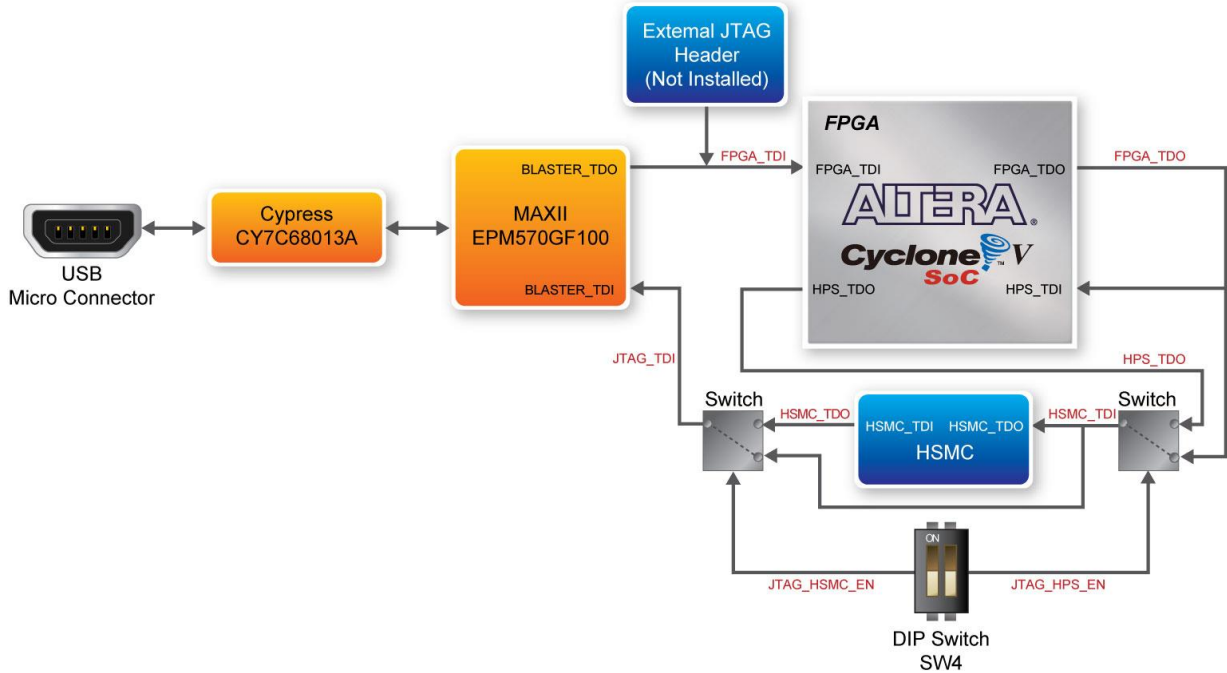 External JTAG
Header
(Not Installed)
FPGA
BLASTER_TDO
FPGA_TDI
FPGA_TDI
FPGA_TDO
FPGA_TDO
ALTERA®
Cypress
CY7C68013A
MAXII
EPM570GF100
Cyclone™ V
SoC
USB
Micro Connector
BLASTER_TDI
HPS_TDO
HPS_TDI
JTAG_TDI
HPS_TDO
Switch
Switch
HSMC_TDO
HSMC_TDI
HSMC_TDO
HSMC_TDI
HSMC
ON
JTAG_HSMC_EN
JTAG_HPS_EN
DIP Switch
SW4